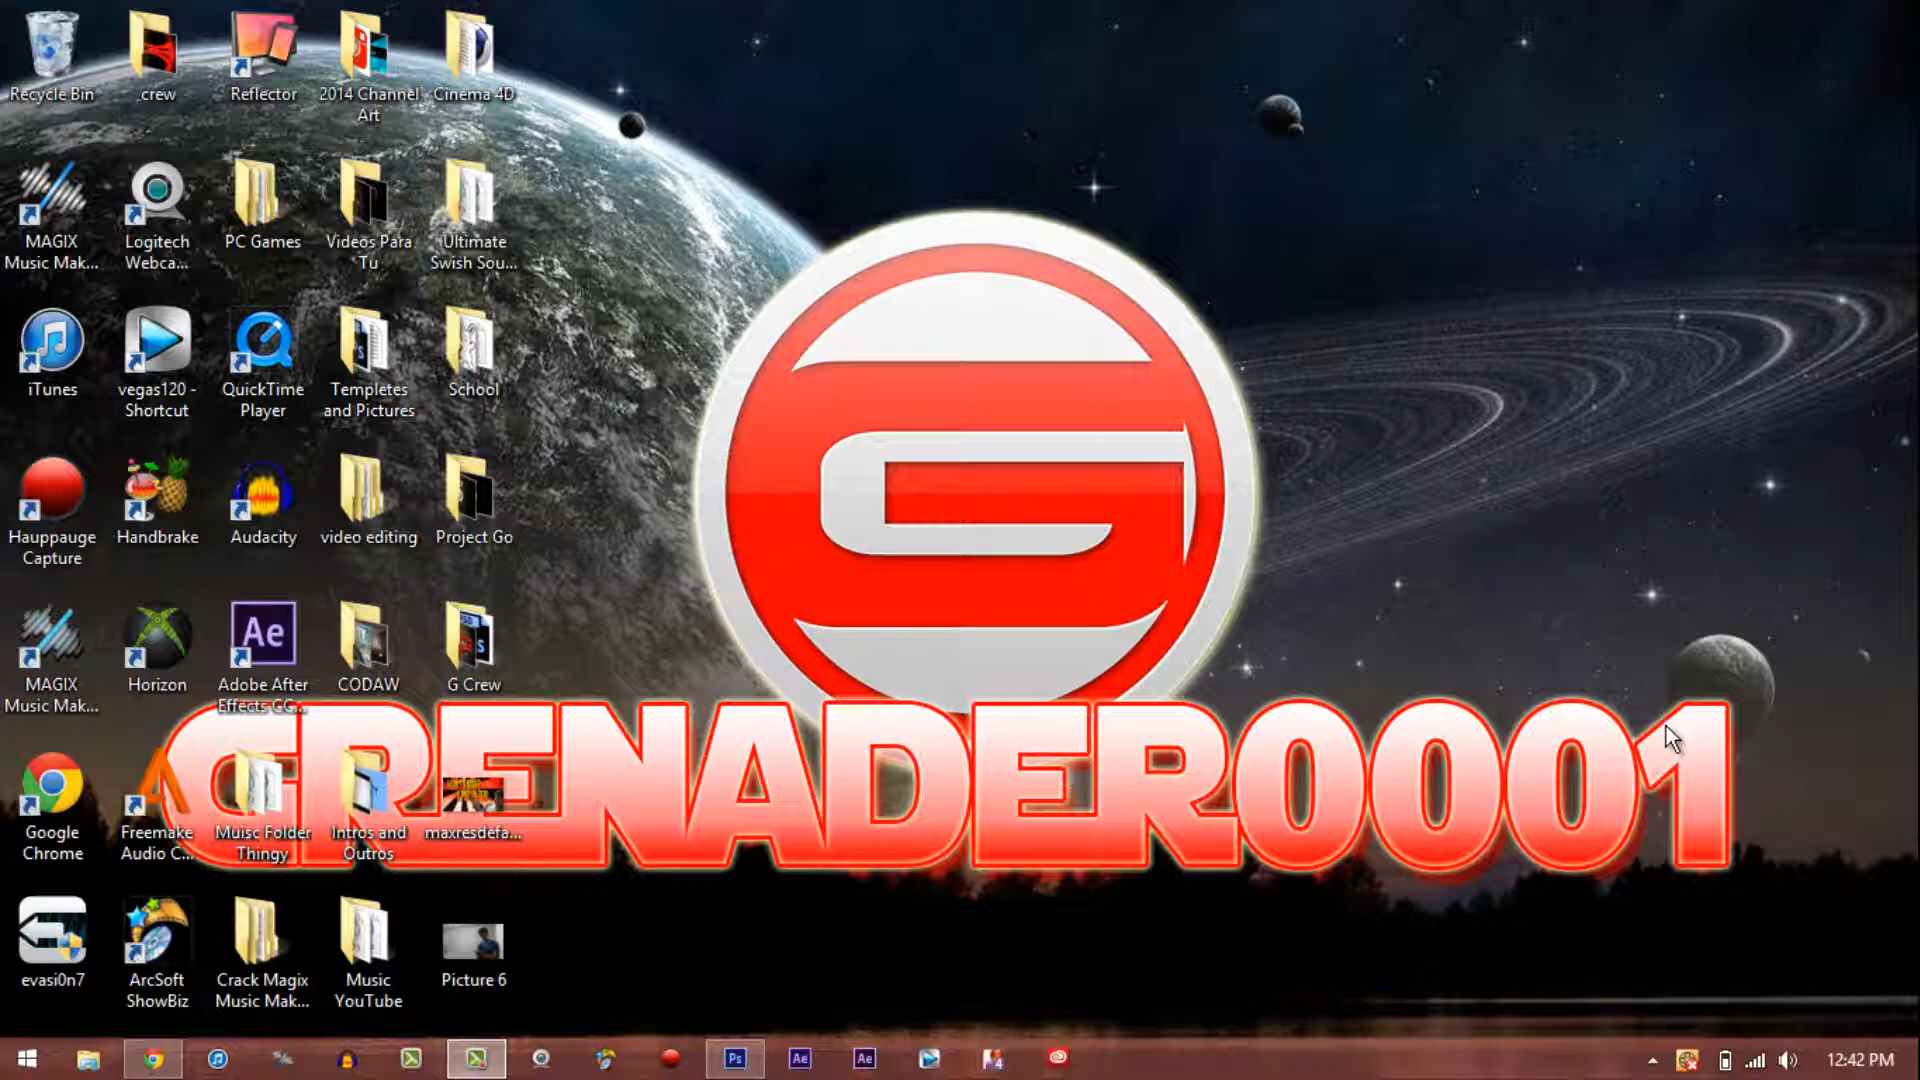 Recycle Bin
crew
Reflector
2014 Channel
Art
Cinema 4D
MAGIX
Music Mak...
Logitech
Webca...
PC Games
Videos Para
Tu
Ultimate
Swish Sou...
iTunes
vegas120 -
Shortcut
QuickTime
Player
Templetes
and Pictures
School
Hauppauge
Capture
Handbrake
Audacity
video editing
Project Go
MAGIX
Music Mak...
Horizon
Ae
Adobe After
Effects CC...
CODAW
G Crew
GRENADER0001
Google
Chrome
Freemake
Audio C...
Muisc Folder
Thingy
Intros and
Outros
maxresdefa...
evasi0n7
ArcSoft
ShowBiz
Crack Magix
Music Mak...
Music
YouTube
Picture 6
Ps
Ae
Ae
12:42 PM